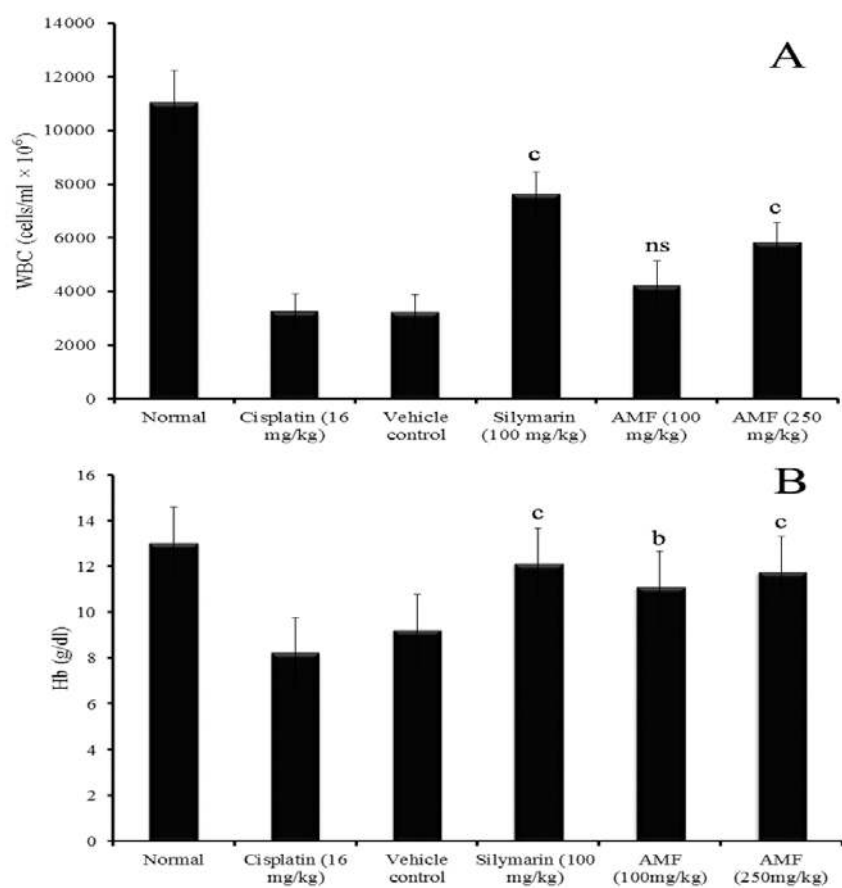 A
WBC (cells/ml × 10⁶)
14000
12000
10000
8000
6000
4000
2000
0
c
ns
c
Normal
Cisplatin (16
mg/kg)
Vehicle
control
Silymarin
(100 mg/kg)
AMF (100
mg/kg)
AMF (250
mg/kg)
B
Hb (g/dl)
16
14
12
10
8
6
4
2
0
c
b
c
Normal
Cisplatin (16
mg/kg)
Vehicle
control
Silymarin (100
mg/kg)
AMF
(100mg/kg)
AMF
(250mg/kg)